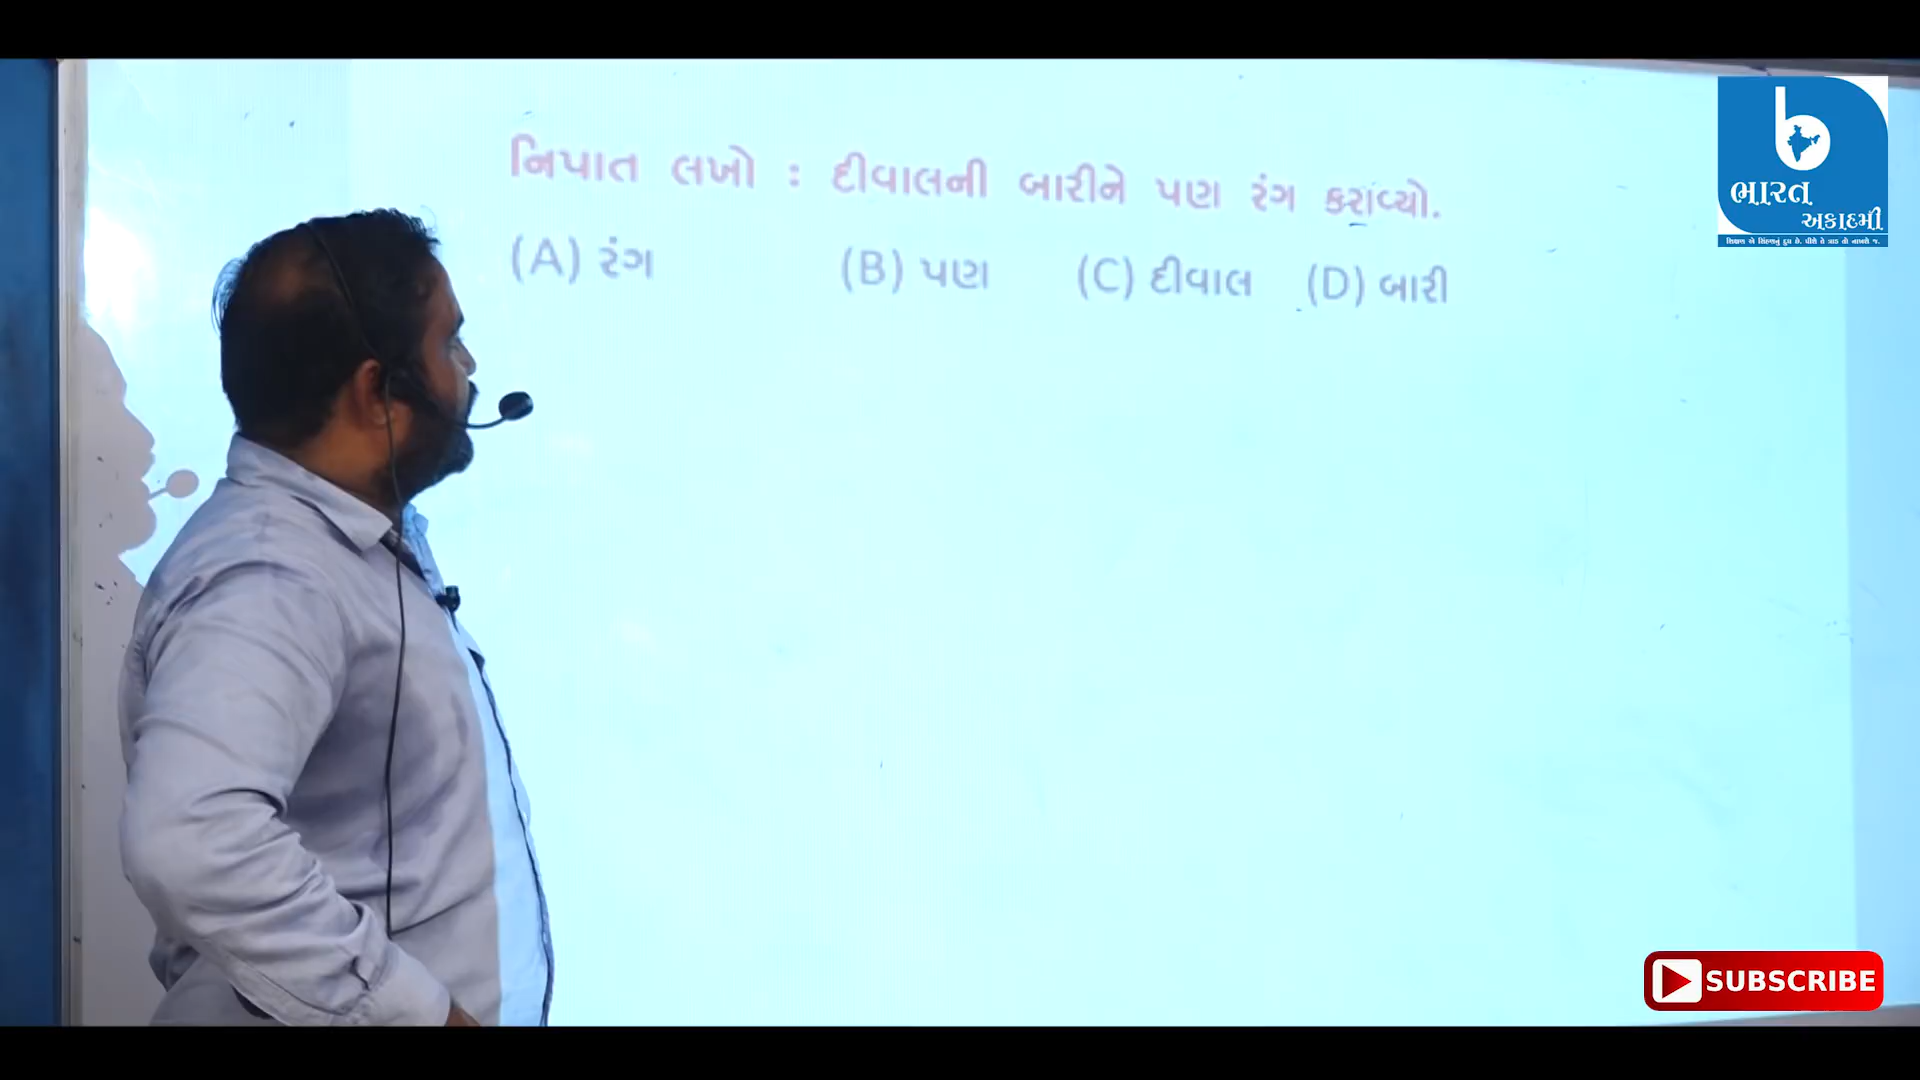 નિપાત લખો : દીવાલની બારીને પણ રંગ કરાવ્યો.
(A) રંગ (B) પણ (C) દીવાલ (D) બારી
ભારત
અકાદમી
SUBSCRIBE